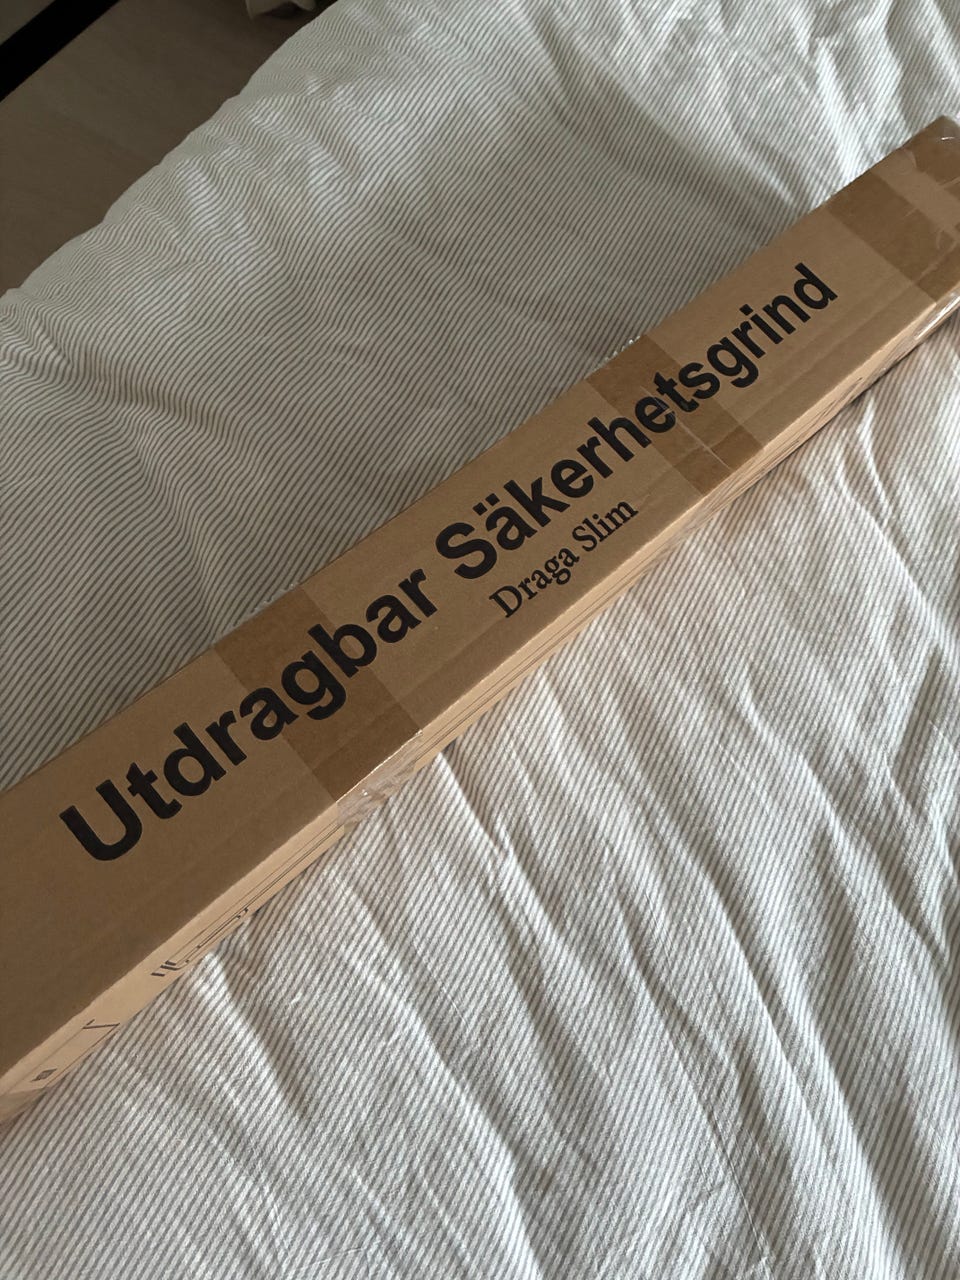 Utdragbar Säkerhetsgrind
Draga Slim